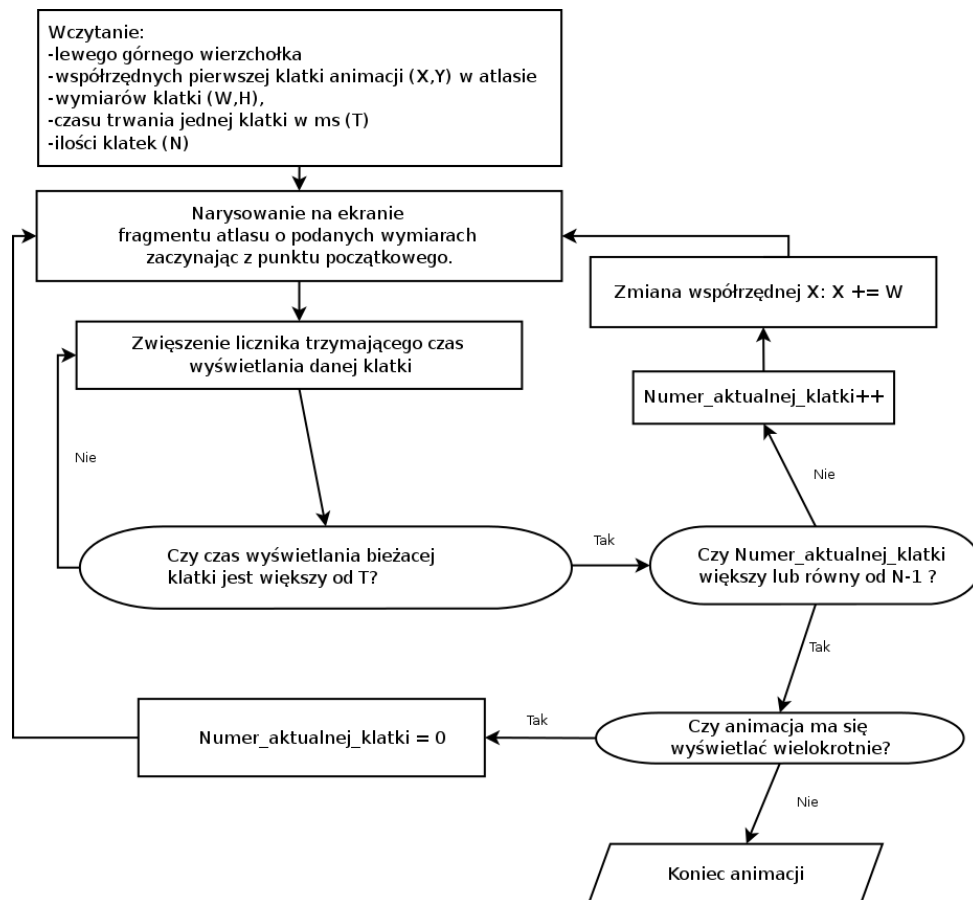 Wczytanie:
-lewego górnego wierzchołka
-współrzędnych pierwszej klatki animacji (X,Y) w atlasie
-wymiarów klatki (W,H),
-czasu trwania jednej klatki w ms (T)
-ilości klatek (N)
Narysowanie na ekranie
fragmentu atlasu o podanych wymiarach
zaczynając z punktu początkowego.
Zmiana współrzędnej X: X += W
Zwięszenie licznika trzymającego czas
wyświetlania danej klatki
Numer_aktualnej_klatki++
Nie
Nie
Czy czas wyświetlania bieżacej
klatki jest większy od T?
Tak
Czy Numer_aktualnej_klatki
większy lub równy od N-1 ?
Tak
Czy animacja ma się
wyświetlać wielokrotnie?
Tak
Numer_aktualnej_klatki = 0
Nie
Koniec animacji